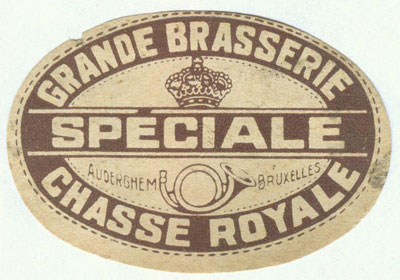 GRANDE BRASSERIE
SPÉCIALE
AUDERGHEM BRUXELLES
CHASSE ROYALE